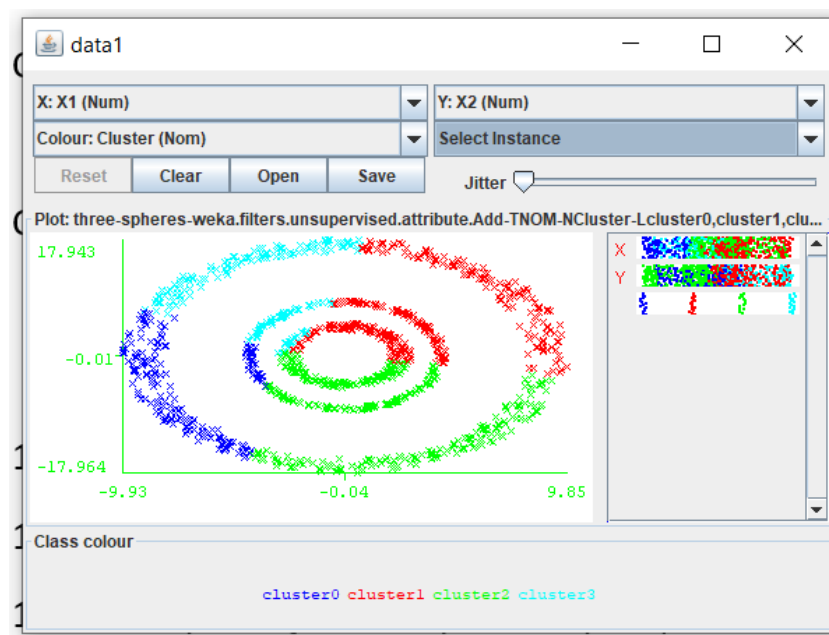 data1
X: X1 (Num)
Y: X2 (Num)
Colour: Cluster (Nom)
Select Instance
Reset
Clear
Open
Save
Jitter
Plot: three-spheres-weka.filters.unsupervised.attribute.Add-TNOM-NCluster-Lcluster0,cluster1,clu...
17.943
-0.01
-17.964
-9.93
-0.04
9.85
X
Y
Class colour
cluster0 cluster1 cluster2 cluster3